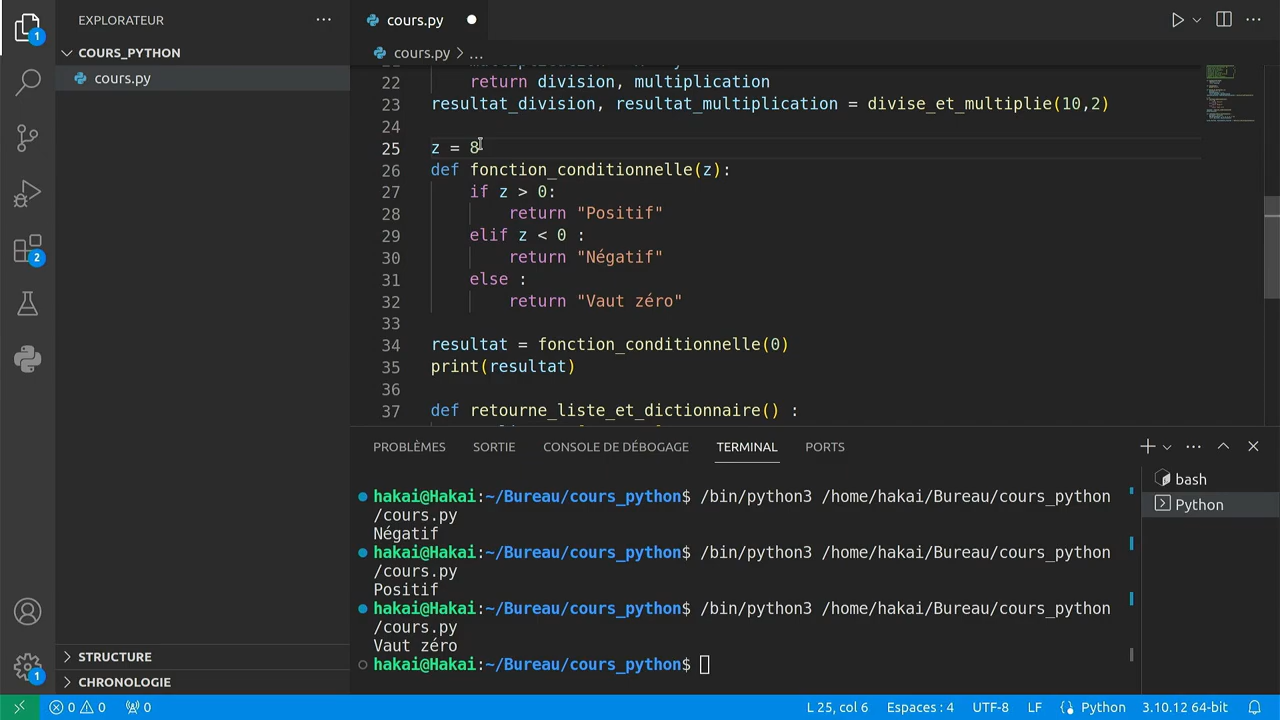 EXPLORATEUR
COURS_PYTHON
cours.py
STRUCTURE
CHRONOLOGIE
1
2
1
cours.py
cours.py > ...
22 return division, multiplication
23 resultat_division, resultat_multiplication = divise_et_multiplie(10,2)
24
25 z = 8
26 def fonction_conditionnelle(z):
27 if z > 0:
28 return "Positif"
29 elif z < 0 :
30 return "Négatif"
31 else :
32 return "Vaut zéro"
33
34 resultat = fonction_conditionnelle(0)
35 print(resultat)
36
37 def retourne_liste_et_dictionnaire() :
PROBLÈMES SORTIE CONSOLE DE DÉBOGAGE TERMINAL PORTS
hakai@Hakai:~/Bureau/cours_python$ /bin/python3 /home/hakai/Bureau/cours_python
/cours.py
Négatif
hakai@Hakai:~/Bureau/cours_python$ /bin/python3 /home/hakai/Bureau/cours_python
/cours.py
Positif
hakai@Hakai:~/Bureau/cours_python$ /bin/python3 /home/hakai/Bureau/cours_python
/cours.py
Vaut zéro
hakai@Hakai:~/Bureau/cours_python$
bash
Python
0 0 0 L 25, col 6 Espaces : 4 UTF-8 LF Python 3.10.12 64-bit